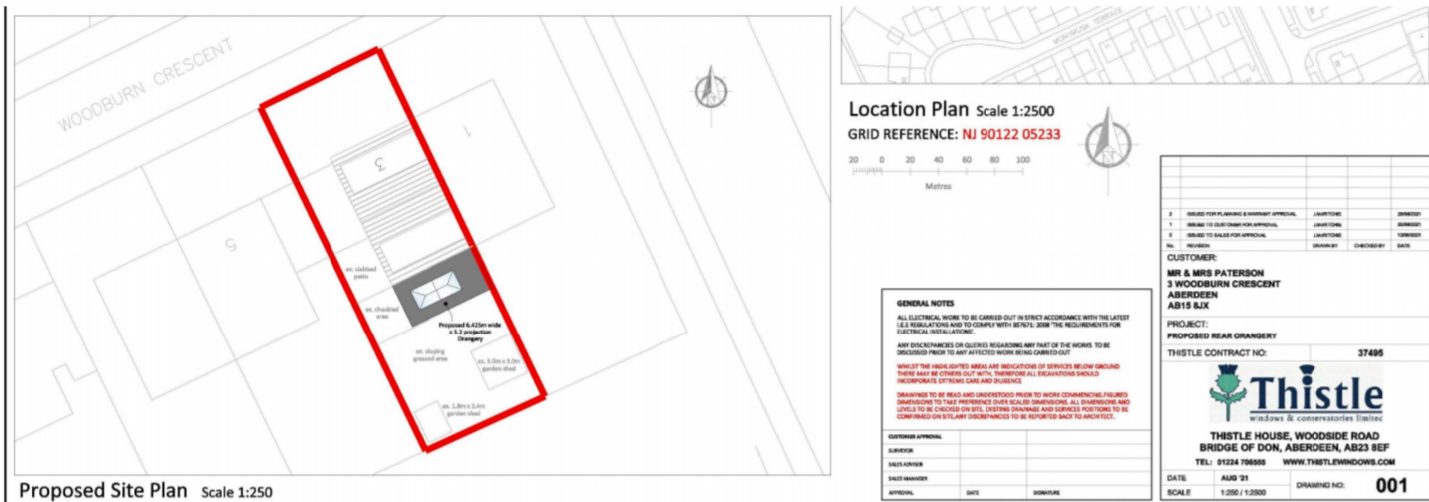 WOODBURN CRESCENT
1
3
5
ex. slabbed
patio
ex. chuckied
area
Proposed 6.425m wide
x 5.2 projection
Orangery
ex. sloping
grassed area
ex. 3.0m x 3.0m
garden shed
ex. 1.8m x 2.4m
garden shed
Proposed Site Plan Scale 1:250
MONYMUSK TERRACE
Location Plan Scale 1:2500
GRID REFERENCE: NJ 90122 05233
20 0 20 40 60 80 100
Metres
GENERAL NOTES
ALL ELECTRICAL WORK TO BE CARRIED OUT IN STRICT ACCORDANCE WITH THE LATEST
I.E.E REGULATIONS AND TO COMPLY WITH BS7671: 2008 'THE REQUIREMENTS FOR
ELECTRICAL INSTALLATIONS'.
ANY DISCREPANCIES OR QUERIES REGARDING ANY PART OF THE WORKS TO BE
DISCUSSED PRIOR TO ANY AFFECTED WORK BEING CARRIED OUT
WHILST THE HIGHLIGHTED AREAS ARE INDICATIONS OF SERVICES BELOW GROUND
THERE MAY BE OTHERS OUT WITH, THEREFORE ALL EXCAVATIONS SHOULD
INCORPORATE EXTREME CARE AND DILIGENCE
DRAWINGS TO BE READ AND UNDERSTOOD PRIOR TO WORK COMMENCING.FIGURED
DIMENSIONS TO TAKE PREFERENCE OVER SCALED DIMENSIONS. ALL DIMENSIONS AND
LEVELS TO BE CHECKED ON SITE. EXISTING DRAINAGE AND SERVICES POSITIONS TO BE
CONFIRMED ON SITE.ANY DISCREPANCIES TO BE REPORTED BACK TO ARCHITECT.
CUSTOMER APPROVAL
SURVEYOR
SALES ADVISER
SALES MANAGER
APPROVAL DATE SIGNATURE
2 ISSUED FOR PLANNING & WARRANT APPROVAL
1 ISSUED TO CUSTOMER FOR APPROVAL
0 ISSUED TO SALES FOR APPROVAL
No. REVISION DRAWN BY CHECKED BY DATE
CUSTOMER:
MR & MRS PATERSON
3 WOODBURN CRESCENT
ABERDEEN
AB15 8JX
PROJECT:
PROPOSED REAR ORANGERY
THISTLE CONTRACT NO: 37495
Thistle
windows & conservatories limited
THISTLE HOUSE, WOODSIDE ROAD
BRIDGE OF DON, ABERDEEN, AB23 8EF
TEL: 01224 706555 WWW.THISTLEWINDOWS.COM
DATE AUG '21
SCALE 1:250 / 1:2500
DRAWING NO: 001